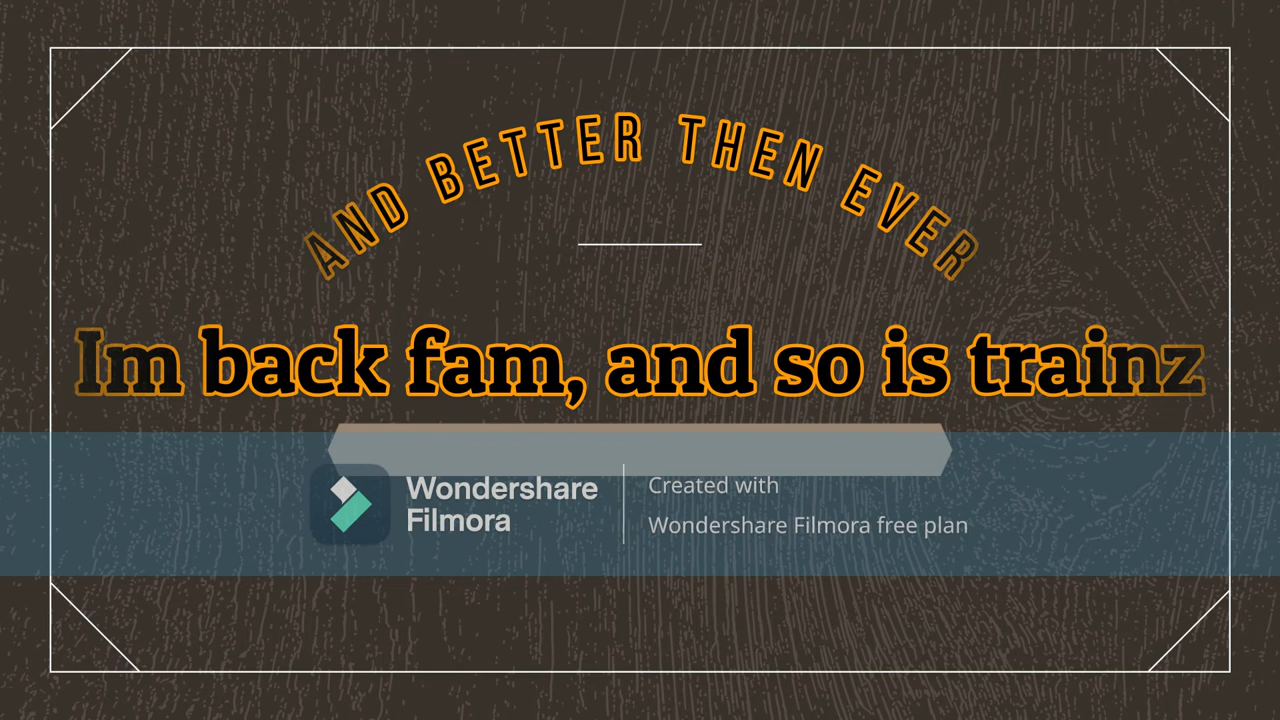 AND BETTER THEN EVER
Im back fam, and so is trainz
Wondershare
Filmora
Created with
Wondershare Filmora free plan